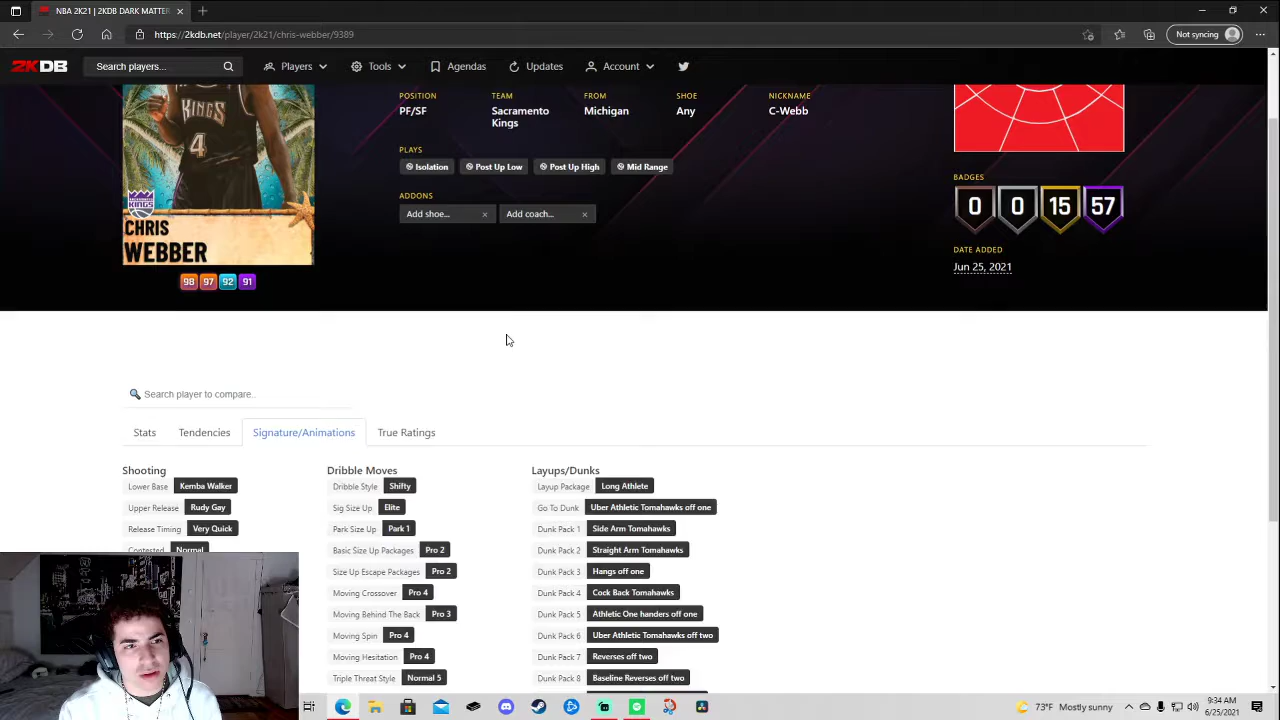 NBA 2K21 | 2KDB DARK MATTER
https://2kdb.net/player/2k21/chris-webber/9389
Not syncing
2KDB
Search players...
Players
Tools
Agendas
Updates
Account
POSITION
PF/SF
TEAM
Sacramento
Kings
FROM
Michigan
SHOE
Any
NICKNAME
C-Webb
KINGS
4
PLAYS
Isolation
Post Up Low
Post Up High
Mid Range
ADDONS
Add shoe...
Add coach...
BADGES
0 0 15 57
DATE ADDED
Jun 25, 2021
CHRIS
WEBBER
98 97 92 91
Search player to compare..
Stats
Tendencies
Signature/Animations
True Ratings
Shooting
Lower Base Kemba Walker
Upper Release Rudy Gay
Release Timing Very Quick
Contested Normal
Dribble Moves
Dribble Style Shifty
Sig Size Up Elite
Park Size Up Park 1
Basic Size Up Packages Pro 2
Size Up Escape Packages Pro 2
Moving Crossover Pro 4
Moving Behind The Back Pro 3
Moving Spin Pro 4
Moving Hesitation Pro 4
Triple Threat Style Normal 5
Layups/Dunks
Layup Package Long Athlete
Go To Dunk Uber Athletic Tomahawks off one
Dunk Pack 1 Side Arm Tomahawks
Dunk Pack 2 Straight Arm Tomahawks
Dunk Pack 3 Hangs off one
Dunk Pack 4 Cock Back Tomahawks
Dunk Pack 5 Athletic One handers off one
Dunk Pack 6 Uber Athletic Tomahawks off two
Dunk Pack 7 Reverses off two
Dunk Pack 8 Baseline Reverses off two
73°F Mostly sunny
9:34 AM
6/25/2021